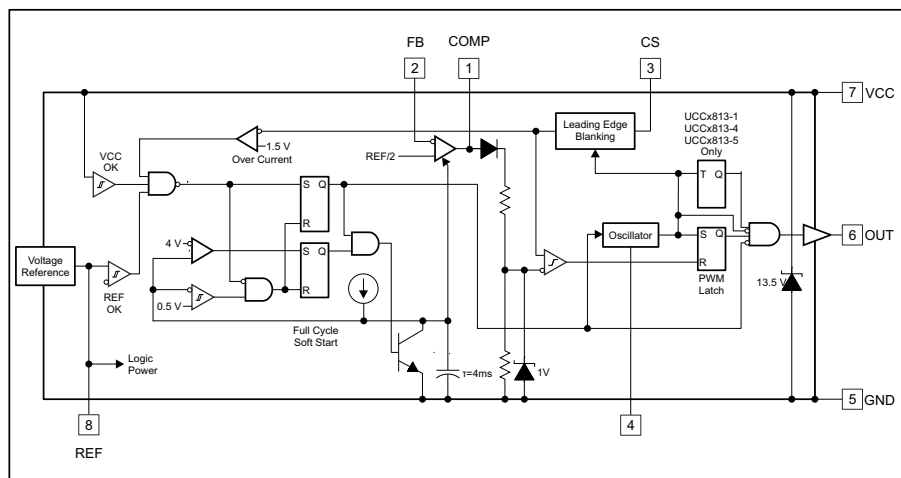 FB
COMP
CS
2
1
3
7 VCC
UCCx813-1
UCCx813-4
UCCx813-5
Only
Leading Edge
Blanking
1.5 V
Over Current
REF/2
VCC
OK
S Q
R
T Q
4 V
S Q
R
Oscillator
S Q
R
PWM
Latch
6 OUT
Voltage
Reference
REF
OK
0.5 V
Full Cycle
Soft Start
13.5 V
Logic
Power
τ=4ms
1V
5 GND
8
4
REF